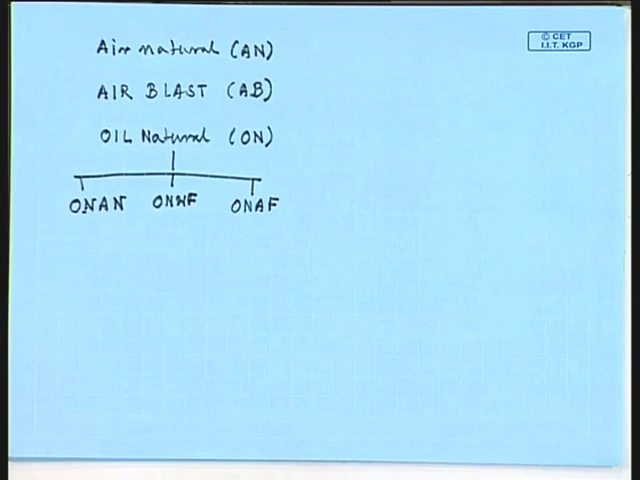 Air natural (AN)
© CET
I.I.T. KGP
AIR BLAST (AB)
OIL Natural (ON)
ONAN ONWF ONAF